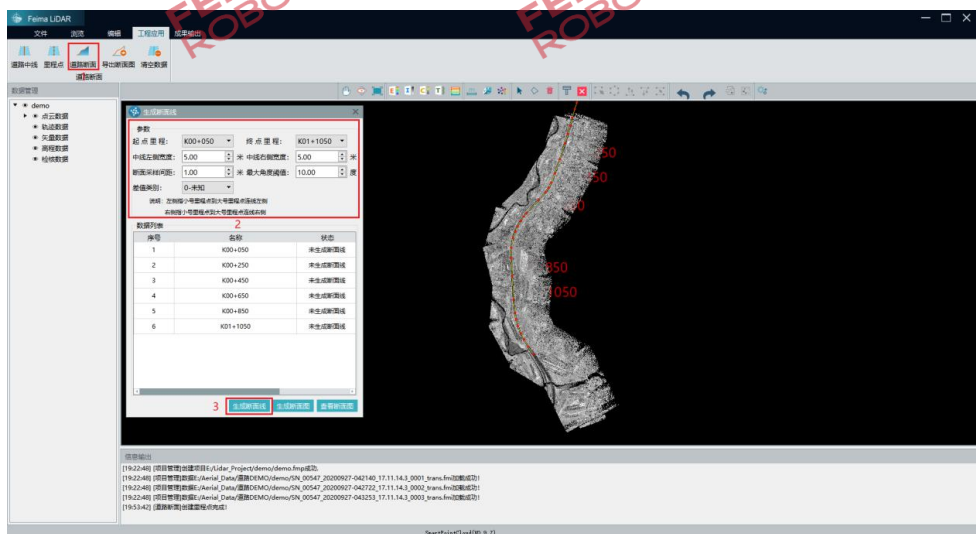 FEIMA ROBO
FEIMA ROBO
Feima LiDAR
文件 浏览 编辑 工程应用 成果输出
道路中线 里程点 道路断面 导出断面图 清空数据
道路断面
1
数据管理
demo
点云数据
轨迹数据
矢量数据
高程数据
检核数据
生成断面线
参数
起点里程: K00+050 终点里程: K01+1050
中线左侧宽度: 5.00 米 中线右侧宽度: 5.00 米
断面采样间距: 1.00 米 最大角度阈值: 10.00 度
差值类别: 0-未知
说明: 左侧指小号里程点到大号里程点连线左侧
右侧指小号里程点到大号里程点连线右侧
数据列表
2
序号 名称 状态
1 K00+050 未生成断面线
2 K00+250 未生成断面线
3 K00+450 未生成断面线
4 K00+650 未生成断面线
5 K00+850 未生成断面线
6 K01+1050 未生成断面线
3 生成断面线 生成断面图 查看断面图
50
50
850
1050
信息输出
[19:22:48] [项目管理]创建项目E:/Lidar_Project/demo/demo.fmp成功.
[19:22:48] [项目管理]数据E:/Aerial_Data/道路DEMO/demo/SN_00547_20200927-042140_17.11.14.3_0001_trans.fmi加载成功!
[19:22:48] [项目管理]数据E:/Aerial_Data/道路DEMO/demo/SN_00547_20200927-042722_17.11.14.3_0002_trans.fmi加载成功!
[19:22:48] [项目管理]数据E:/Aerial_Data/道路DEMO/demo/SN_00547_20200927-043253_17.11.14.3_0003_trans.fmi加载成功!
[19:53:42] [道路断面]创建里程点完成!